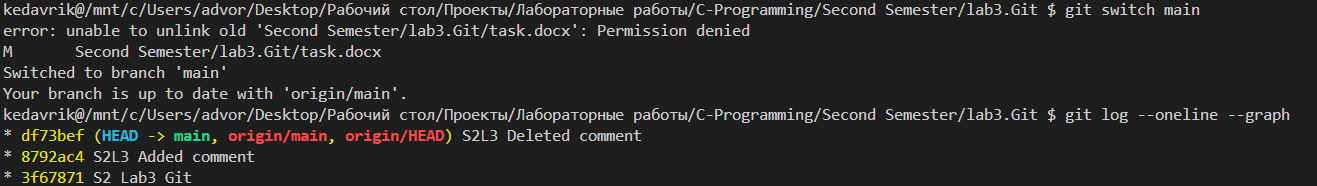 kedavrik@/mnt/c/Users/advor/Desktop/Рабочий стол/Проекты/Лабораторные работы/C-Programming/Second Semester/lab3.Git $ git switch main
error: unable to unlink old 'Second Semester/lab3.Git/task.docx': Permission denied
M       Second Semester/lab3.Git/task.docx
Switched to branch 'main'
Your branch is up to date with 'origin/main'.
kedavrik@/mnt/c/Users/advor/Desktop/Рабочий стол/Проекты/Лабораторные работы/C-Programming/Second Semester/lab3.Git $ git log --oneline --graph
* df73bef (HEAD -> main, origin/main, origin/HEAD) S2L3 Deleted comment
* 8792ac4 S2L3 Added comment
* 3f67871 S2 Lab3 Git